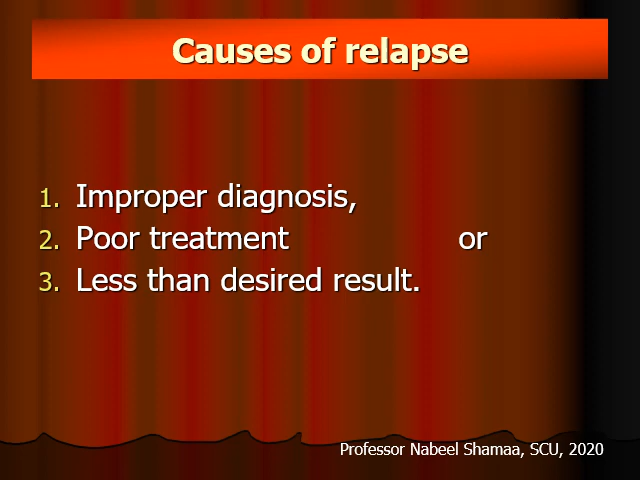 Causes of relapse
1. Improper diagnosis,
2. Poor treatment or
3. Less than desired result.
Professor Nabeel Shamaa, SCU, 2020